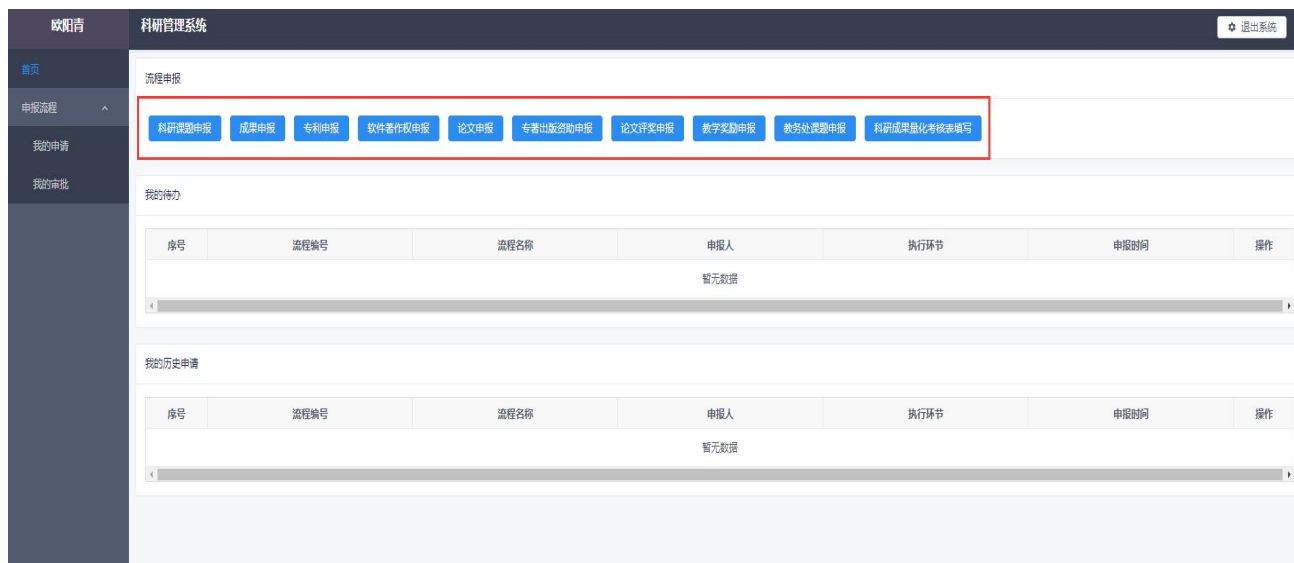 欧阳青 科研管理系统 退出系统
首页
流程申报
申报流程
科研课题申报 成果申报 专利申报 软件著作权申报 论文申报 专著出版资助申报 论文评奖申报 教学奖励申报 教务处课题申报 科研成果量化考核表填写
我的申请
我的审批
我的待办
序号 流程编号 流程名称 申报人 执行环节 申报时间 操作
暂无数据
我的历史申请
序号 流程编号 流程名称 申报人 执行环节 申报时间 操作
暂无数据